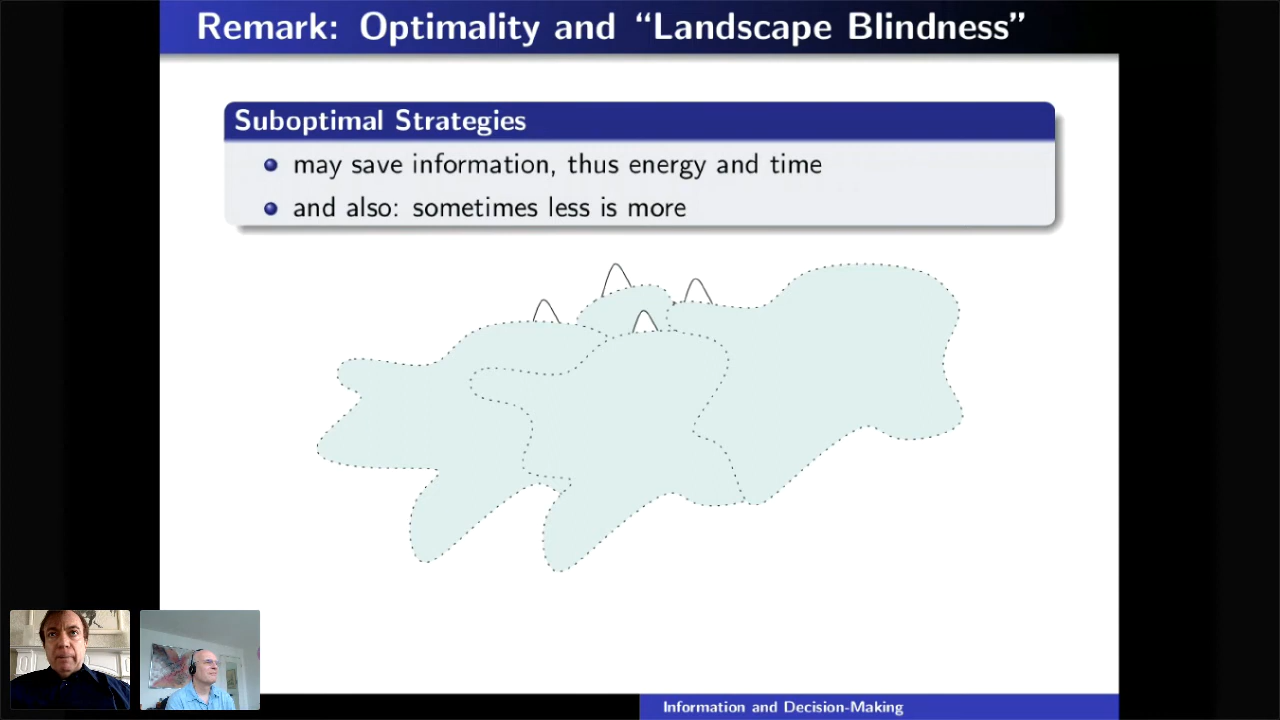 Remark: Optimality and “Landscape Blindness”
Suboptimal Strategies
may save information, thus energy and time
and also: sometimes less is more
Information and Decision-Making